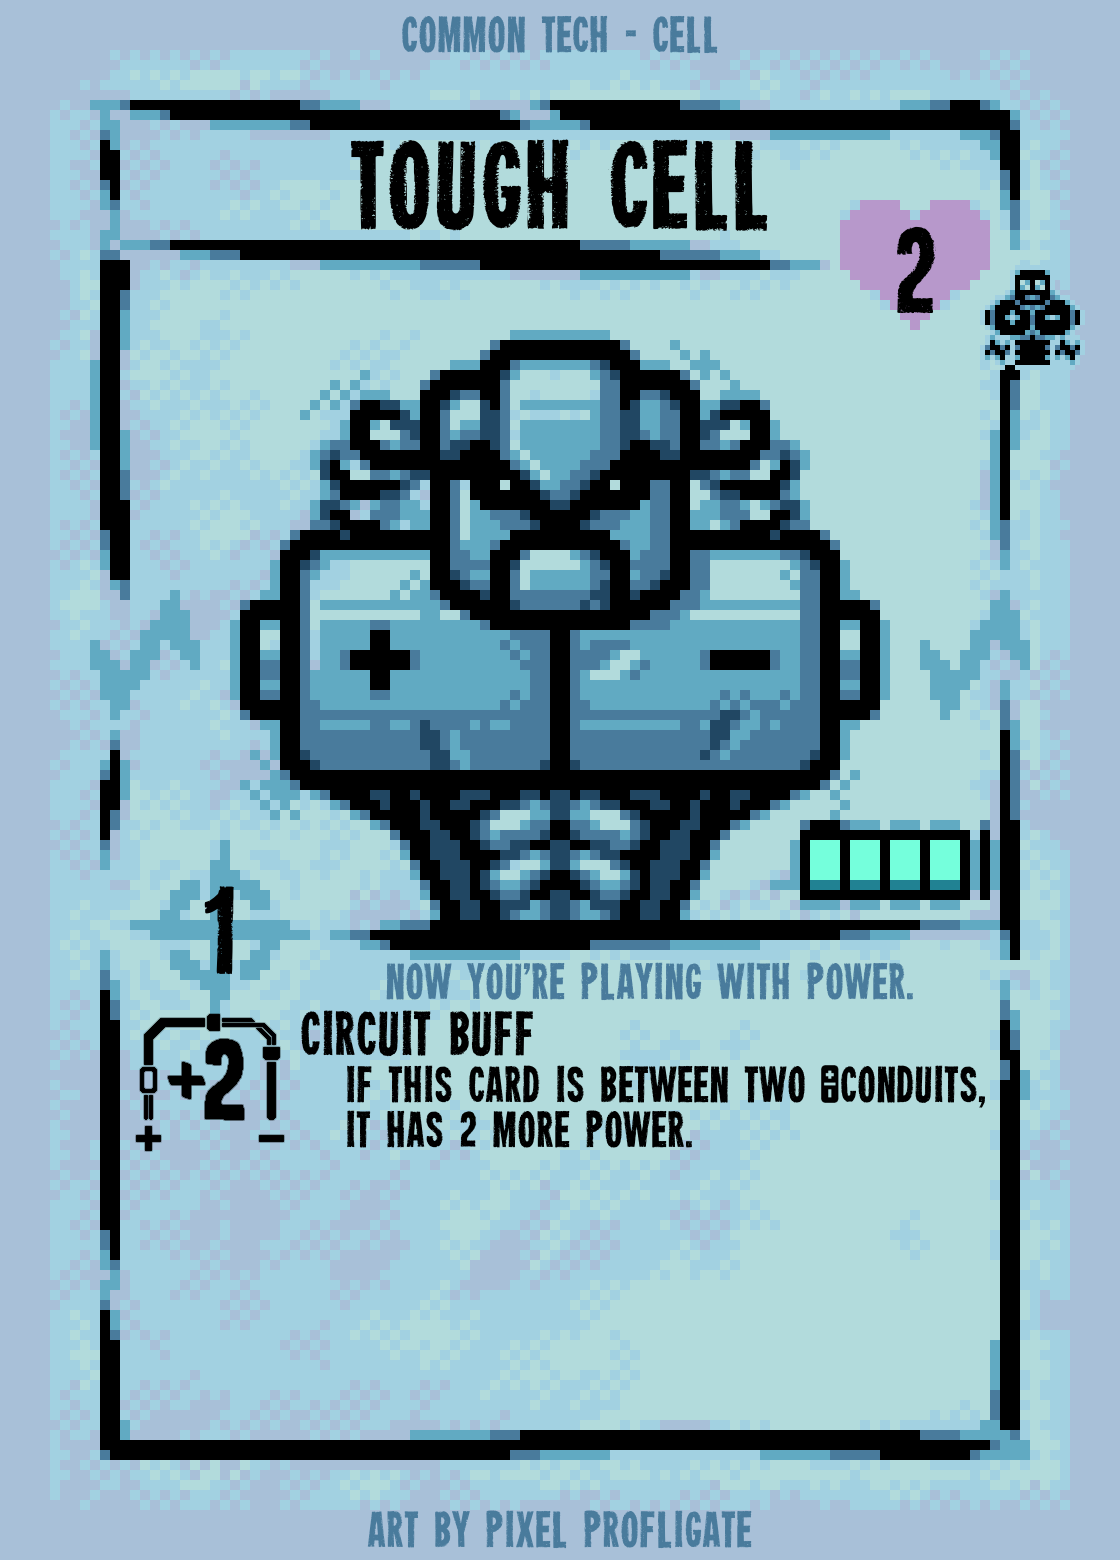 COMMON TECH - CELL
TOUGH CELL
2
+ -
1
NOW YOU'RE PLAYING WITH POWER.
CIRCUIT BUFF
+2
IF THIS CARD IS BETWEEN TWO CONDUITS,
IT HAS 2 MORE POWER.
+ -
ART BY PIXEL PROFLIGATE